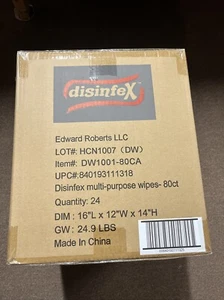 disinfeX
Edward Roberts LLC
LOT#: HCN1007（DW）
Item#: DW1001-80CA
UPC#:840193111318
Disinfex multi-purpose wipes- 80ct
Quantity: 24
DIM : 16"L x 12"W x 14"H
GW : 24.9 LBS
Made In China